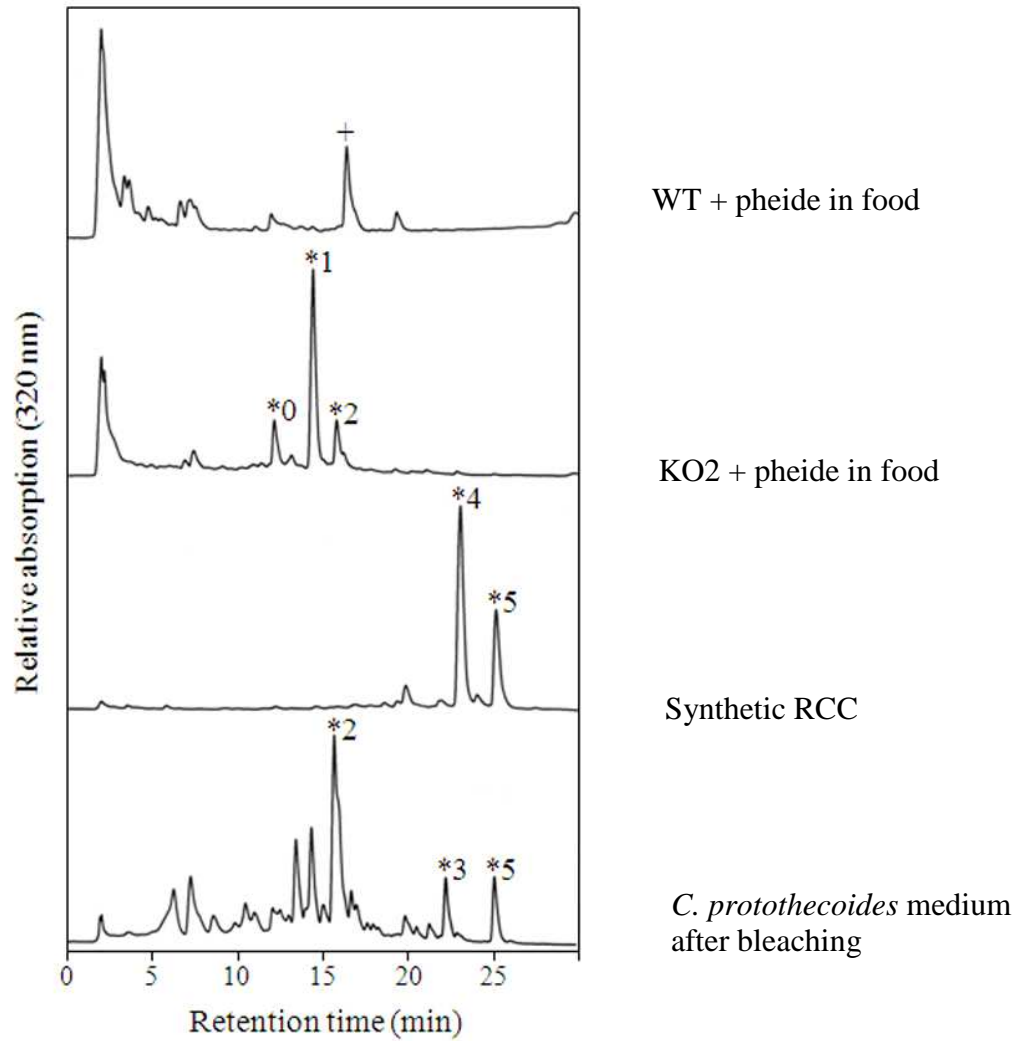 +
WT + pheide in food
*1
*0
*2
KO2 + pheide in food
*4
*5
Synthetic RCC
*2
*3
*5
C. protothecoides medium
after bleaching
Relative absorption (320 nm)
0 5 10 15 20 25
Retention time (min)